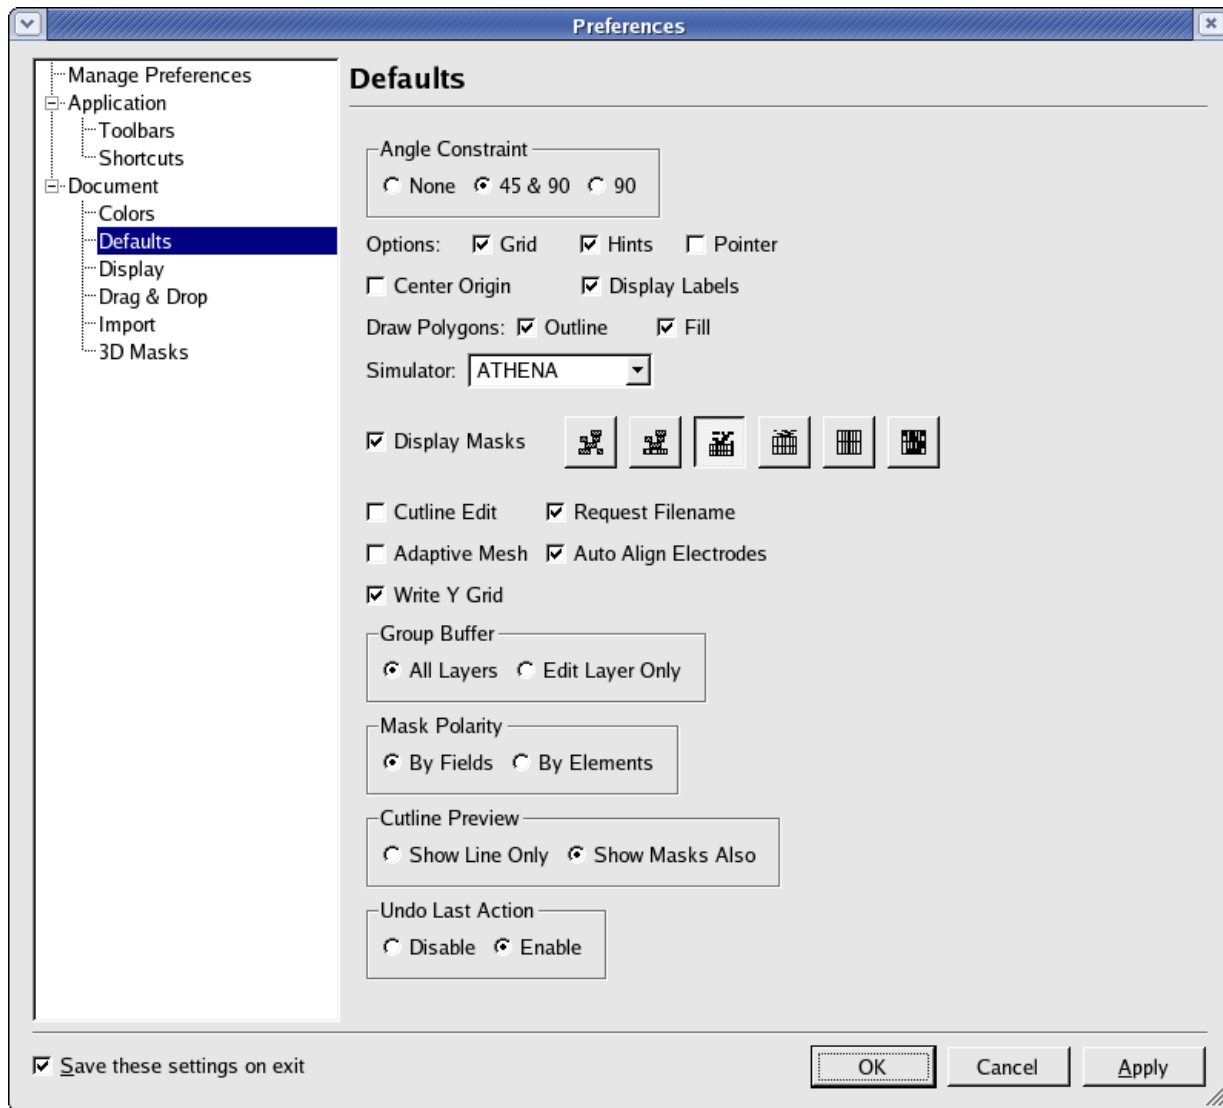 Preferences
Manage Preferences
Application
Toolbars
Shortcuts
Document
Colors
Defaults
Display
Drag & Drop
Import
3D Masks
Defaults
Angle Constraint
None 45 & 90 90
Options: Grid Hints Pointer
Center Origin Display Labels
Draw Polygons: Outline Fill
Simulator: ATHENA
Display Masks
Cutline Edit Request Filename
Adaptive Mesh Auto Align Electrodes
Write Y Grid
Group Buffer
All Layers Edit Layer Only
Mask Polarity
By Fields By Elements
Cutline Preview
Show Line Only Show Masks Also
Undo Last Action
Disable Enable
Save these settings on exit
OK Cancel Apply